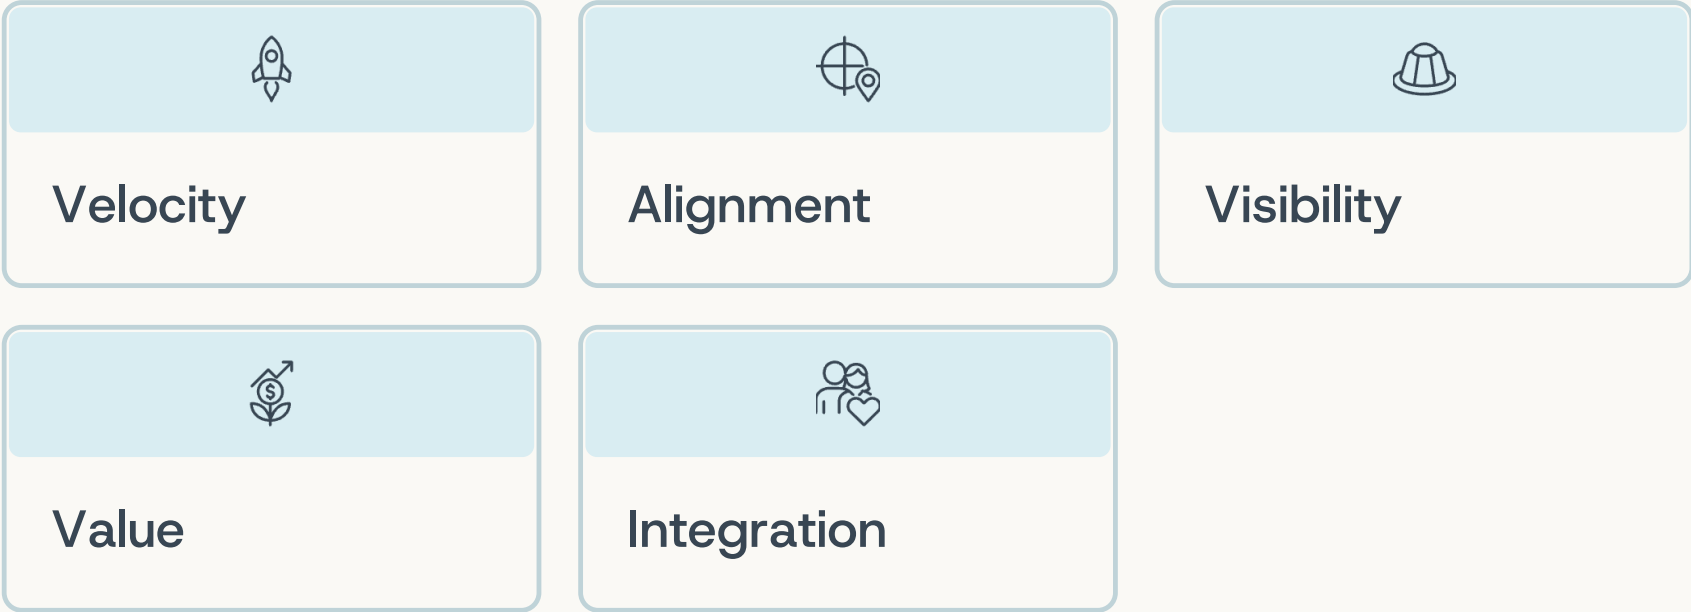 Velocity
Alignment
Visibility
$
Value
Integration